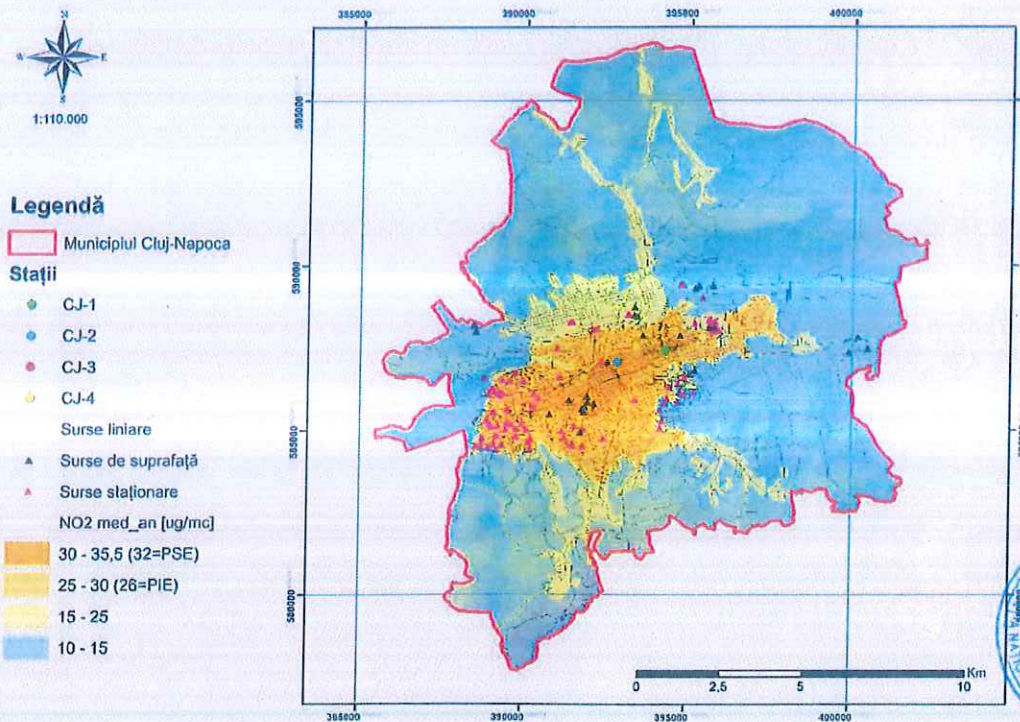 385000 390000 395000 400000
N
W E
S
1:110.000
595000
Legendă
Municipiul Cluj-Napoca
Stații
590000
CJ-1
CJ-2
CJ-3
CJ-4
Surse liniare
585000
Surse de suprafață
Surse staționare
NO2 med_an [ug/mc]
30 - 35,5 (32=PSE)
25 - 30 (26=PIE)
580000
15 - 25
10 - 15
Km
0 2,5 5 10
385000 390000 395000 400000